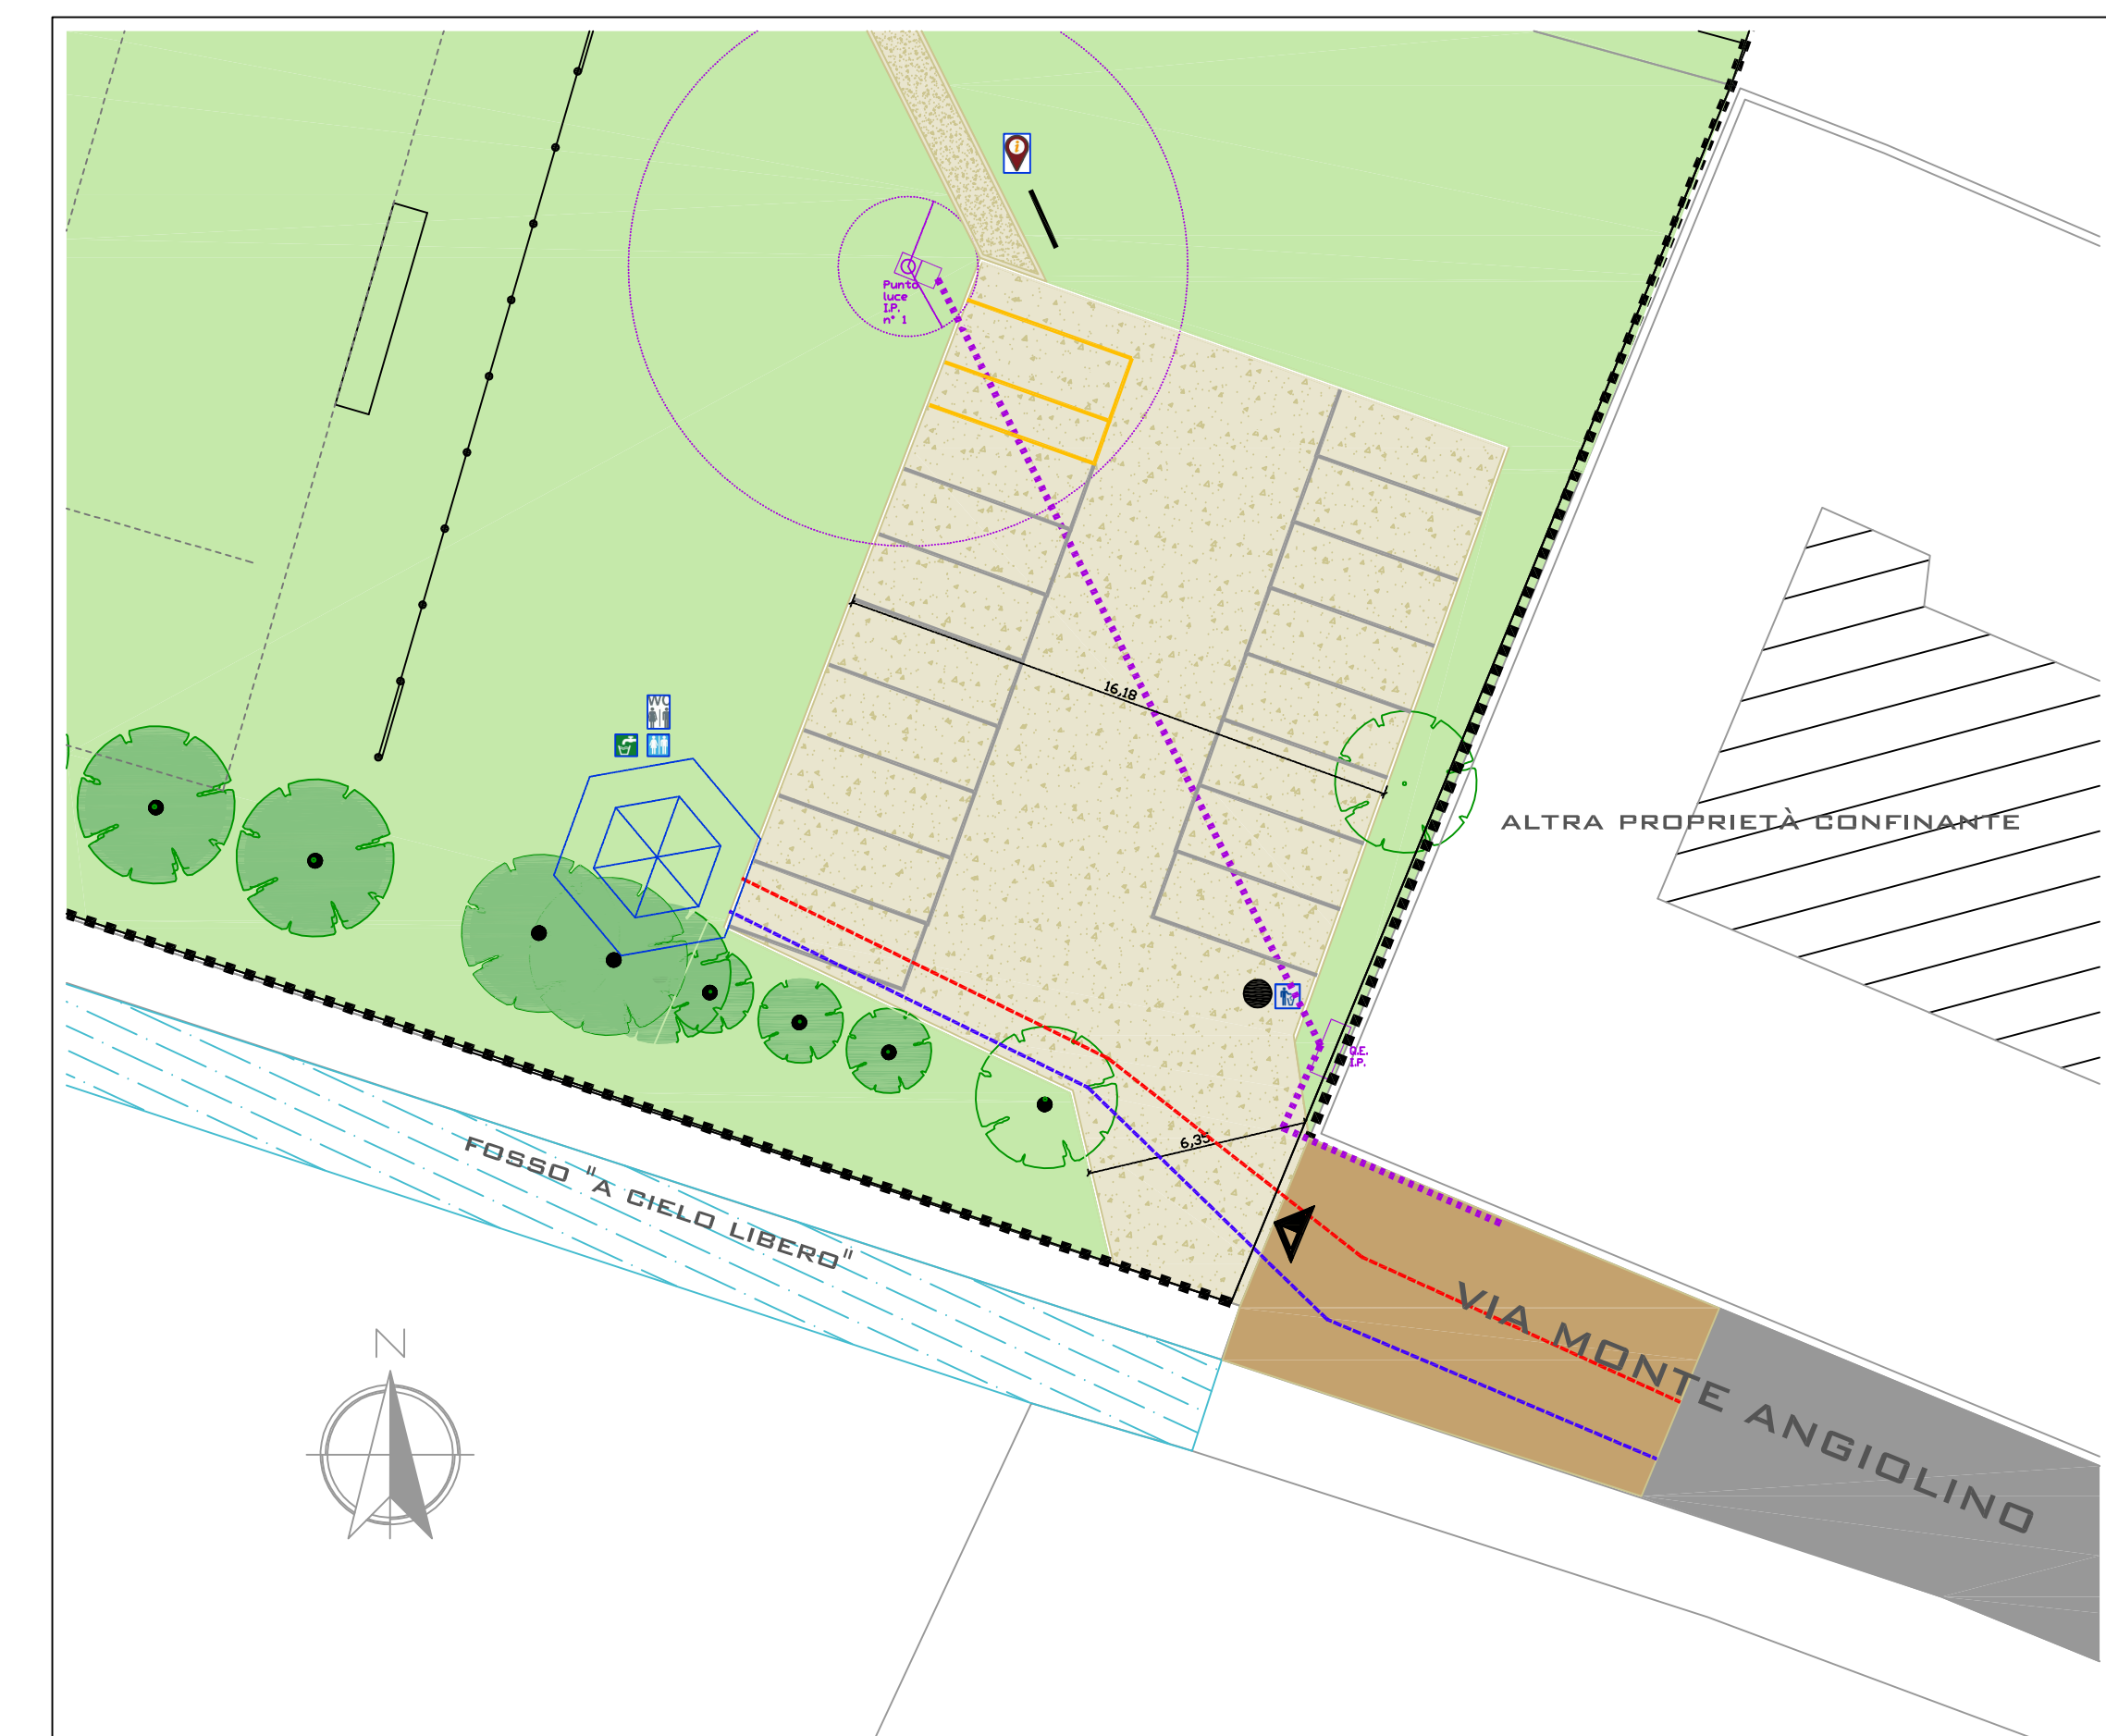 Punto
luce
I.P.
n° 1
16,18
WC
ALTRA PROPRIETÀ CONFINANTE
Q.E.
I.P.
6,35
FOSSO "A CIELO LIBERO"
VIA MONTE ANGIOLINO
N